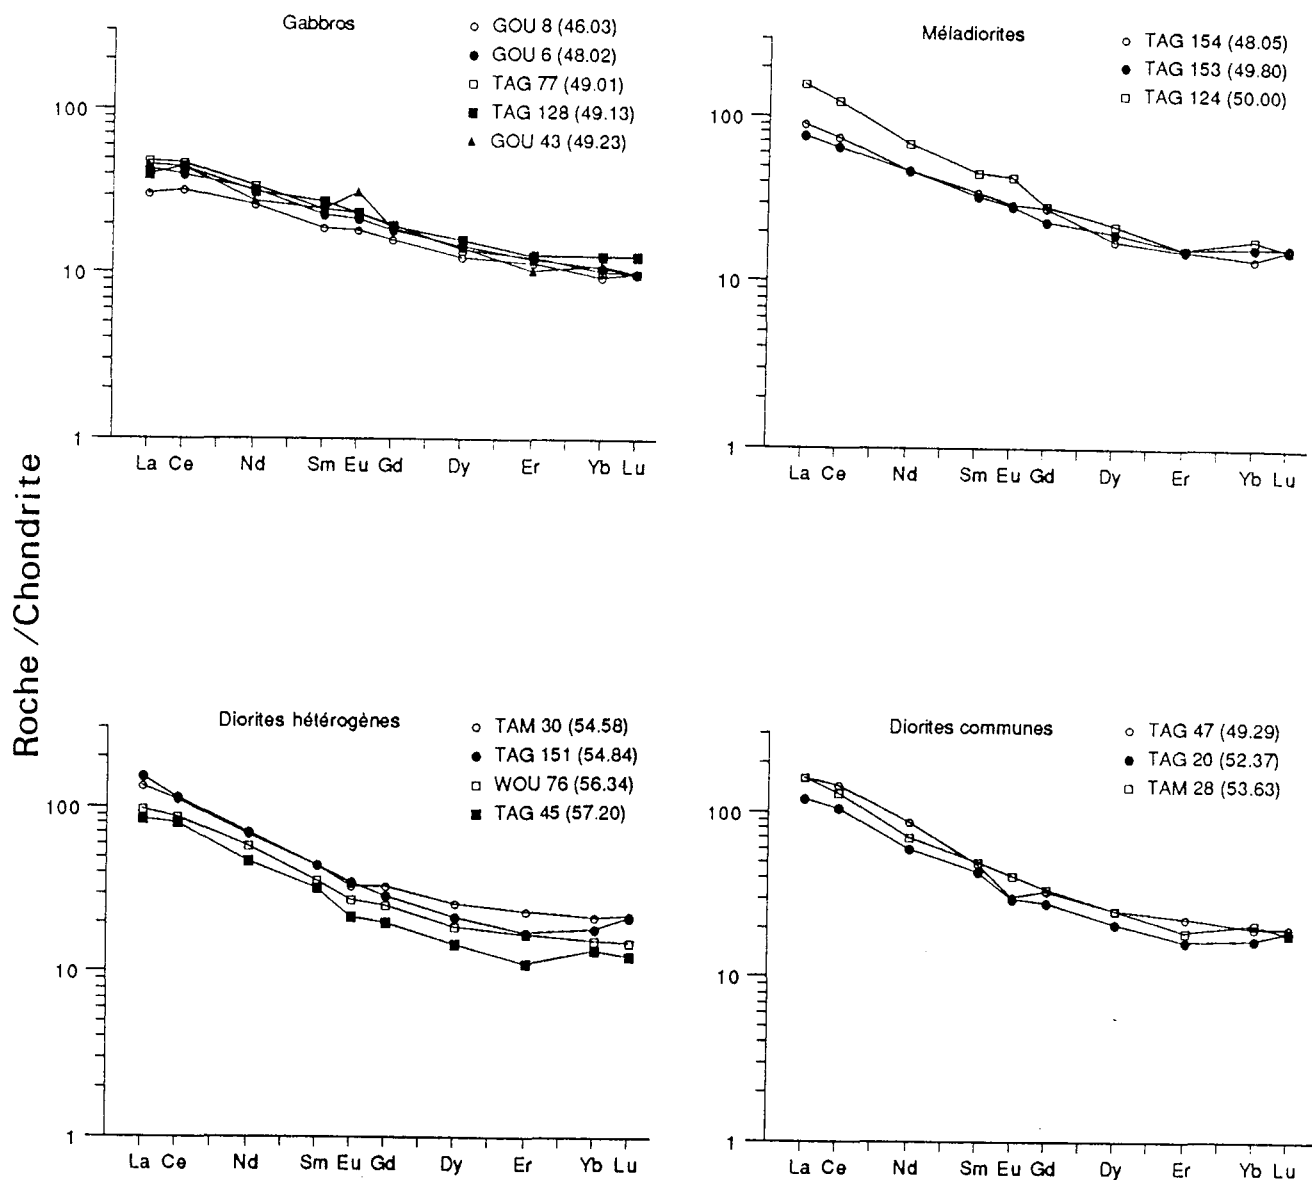 Roche /Chondrite
Gabbros
GOU 8 (46.03)
GOU 6 (48.02)
TAG 77 (49.01)
TAG 128 (49.13)
GOU 43 (49.23)
100
10
1
La Ce Nd Sm Eu Gd Dy Er Yb Lu
Méladiorites
TAG 154 (48.05)
TAG 153 (49.80)
TAG 124 (50.00)
100
10
1
La Ce Nd Sm Eu Gd Dy Er Yb Lu
Diorites hétérogènes
TAM 30 (54.58)
TAG 151 (54.84)
WOU 76 (56.34)
TAG 45 (57.20)
100
10
1
La Ce Nd Sm Eu Gd Dy Er Yb Lu
Diorites communes
TAG 47 (49.29)
TAG 20 (52.37)
TAM 28 (53.63)
100
10
1
La Ce Nd Sm Eu Gd Dy Er Yb Lu